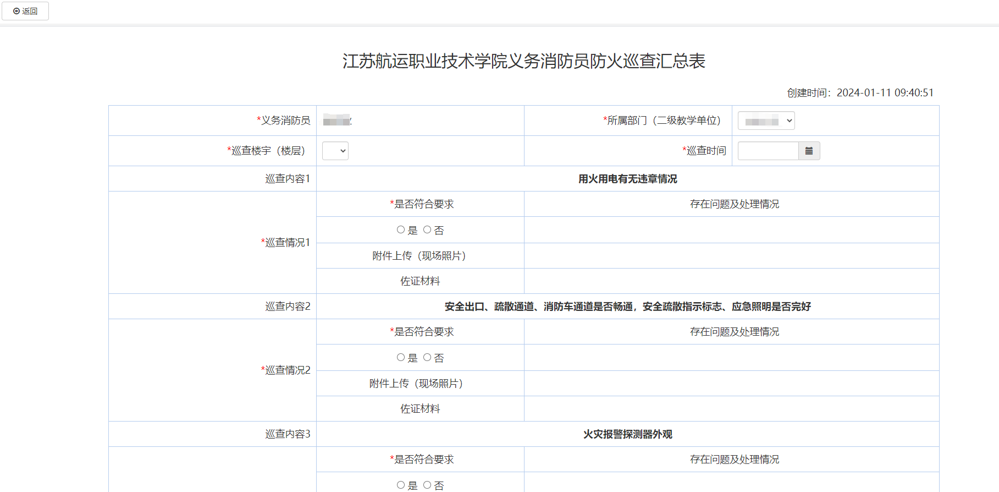 返回
江苏航运职业技术学院义务消防员防火巡查汇总表
创建时间：2024-01-11 09:40:51
*义务消防员 *所属部门（二级教学单位）
*巡查楼宇（楼层） *巡查时间
巡查内容1 用火用电有无违章情况
*是否符合要求 存在问题及处理情况
是 否
*巡查情况1
附件上传（现场照片）
佐证材料
巡查内容2 安全出口、疏散通道、消防车通道是否畅通，安全疏散指示标志、应急照明是否完好
*是否符合要求 存在问题及处理情况
是 否
*巡查情况2
附件上传（现场照片）
佐证材料
巡查内容3 火灾报警探测器外观
*是否符合要求 存在问题及处理情况
是 否